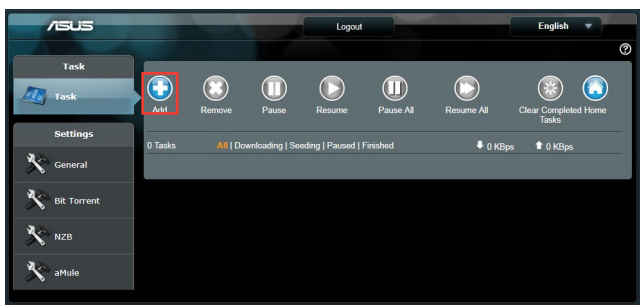 ASUS
Logout
English
Task
Task
Add
Remove
Pause
Resume
Pause All
Resume All
Clear Completed Home
Tasks
0 Tasks
All | Downloading | Seeding | Paused | Finished
0 KBps
0 KBps
Settings
General
Bit Torrent
NZB
aMule